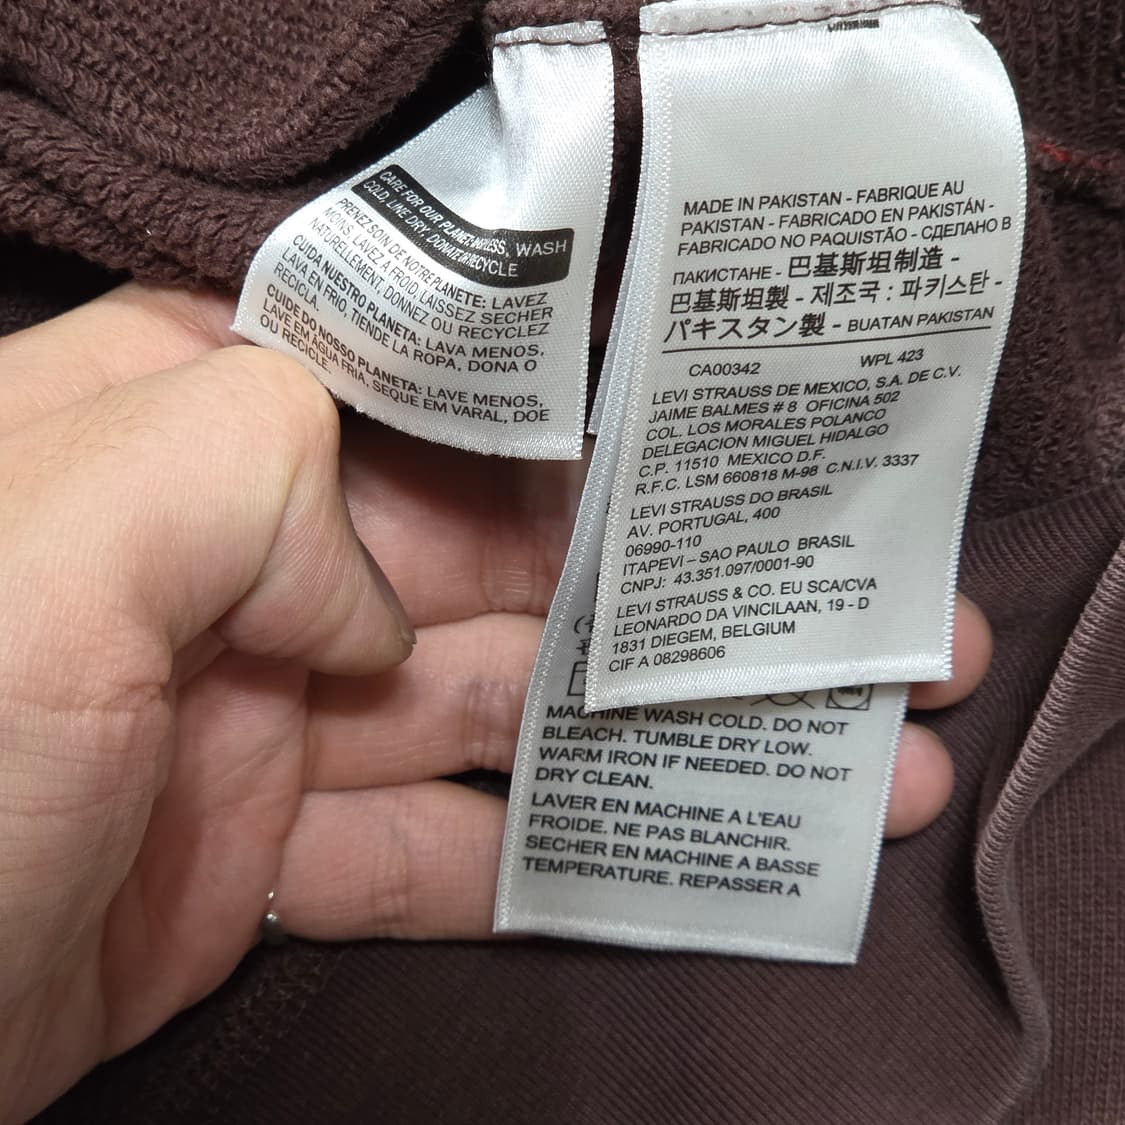 CARE FOR OUR PLANET: WASH LESS, WASH
COLD, LINE DRY, DONATE OR RECYCLE
PRENEZ SOIN DE NOTRE PLANETE: LAVEZ
MOINS, LAVEZ A FROID LAISSEZ SECHER
NATURELLEMENT, DONNEZ OU RECYCLEZ
CUIDA NUESTRO PLANETA: LAVA MENOS,
LAVA EN FRIO, TIENDE LA ROPA, DONA O
RECICLA.
CUIDE DO NOSSO PLANETA: LAVE MENOS,
LAVE EM ÁGUA FRIA, SEQUE EM VARAL, DOE
OU RECICLE.
MADE IN PAKISTAN - FABRIQUE AU
PAKISTAN - FABRICADO EN PAKISTÁN -
FABRICADO NO PAQUISTÃO - СДЕЛАНО В
ПАКИСТАНЕ - 巴基斯坦制造 -
巴基斯坦製 - 제조국 : 파키스탄 -
パキスタン製 - BUATAN PAKISTAN
CA00342 WPL 423
LEVI STRAUSS DE MEXICO, S.A. DE C.V.
JAIME BALMES # 8 OFICINA 502
COL. LOS MORALES POLANCO
DELEGACION MIGUEL HIDALGO
C.P. 11510 MEXICO D.F.
R.F.C. LSM 660818 M-98 C.N.I.V. 3337
LEVI STRAUSS DO BRASIL
AV. PORTUGAL, 400
06990-110
ITAPEVI – SAO PAULO BRASIL
CNPJ: 43.351.097/0001-90
LEVI STRAUSS & CO. EU SCA/CVA
LEONARDO DA VINCILAAN, 19 - D
1831 DIEGEM, BELGIUM
CIF A 08298606
MACHINE WASH COLD. DO NOT
BLEACH. TUMBLE DRY LOW.
WARM IRON IF NEEDED. DO NOT
DRY CLEAN.
LAVER EN MACHINE A L'EAU
FROIDE. NE PAS BLANCHIR.
SECHER EN MACHINE A BASSE
TEMPERATURE. REPASSER A